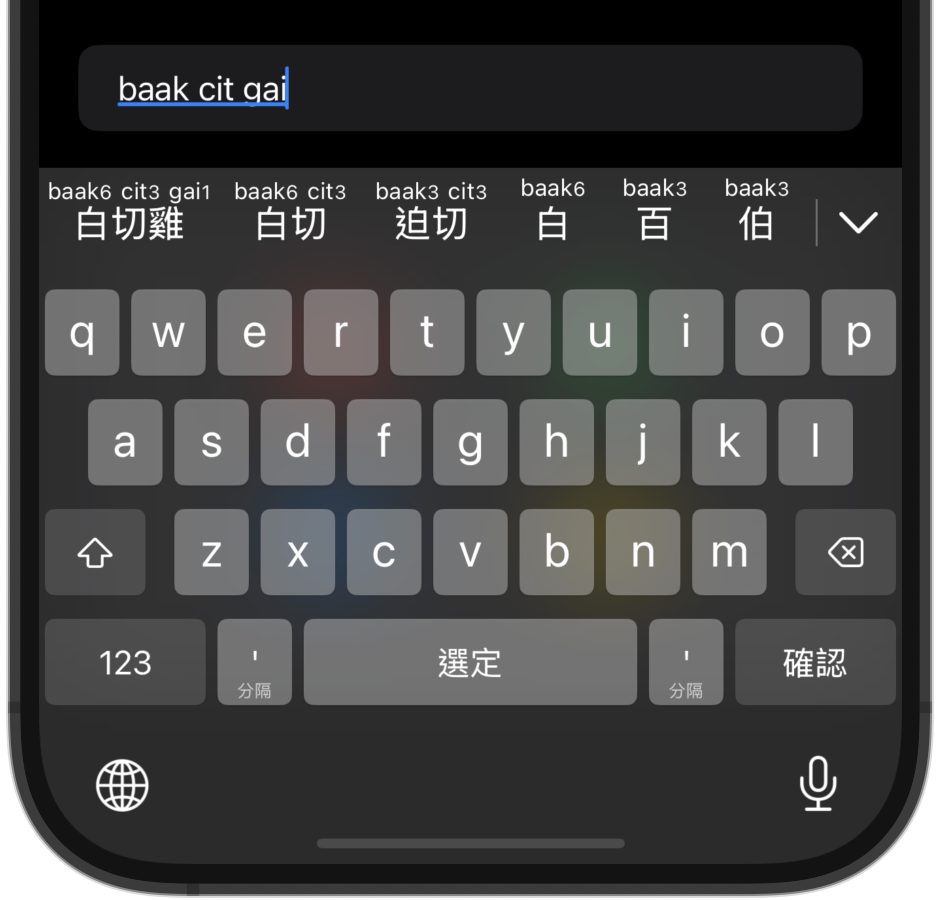 baak cit gai
baak6 cit3 gai1 baak6 cit3 baak3 cit3 baak6 baak3 baak3
白切雞 白切 迫切 白 百 伯
q w e r t y u i o p
a s d f g h j k l
z x c v b n m
123 ' 選定 ' 確認
分隔 分隔